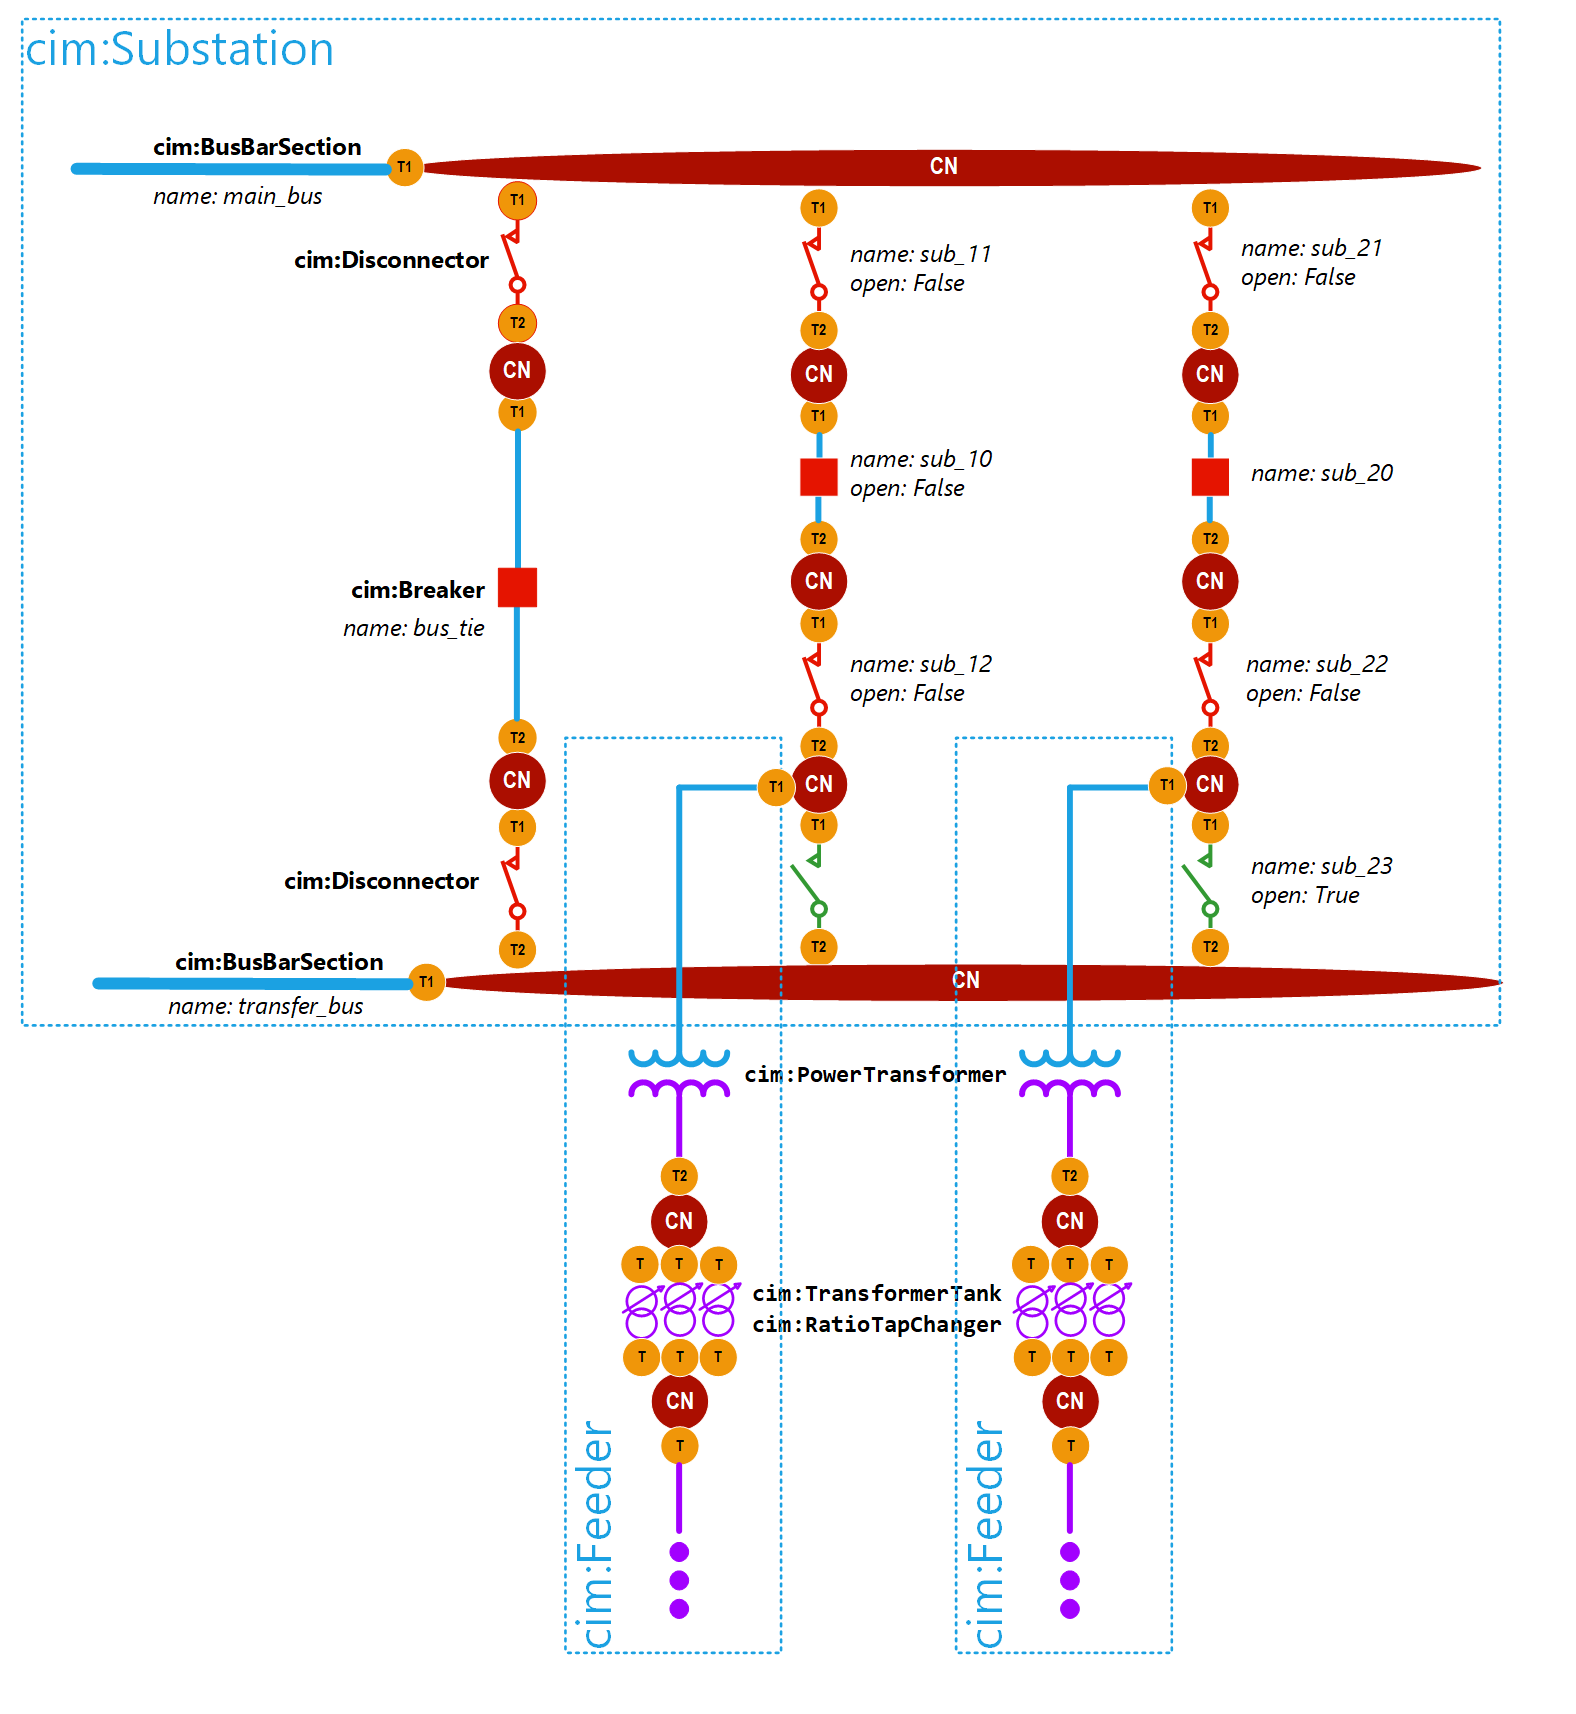 cim:Substation
cim:BusBarSection
T1
CN
name: main_bus
T1
T1
T1
cim:Disconnector
name: sub_11
open: False
name: sub_21
open: False
T2
T2
T2
CN
CN
CN
T1
T1
T1
name: sub_10
open: False
name: sub_20
T2
T2
cim:Breaker
CN
CN
name: bus_tie
T1
T1
name: sub_12
open: False
name: sub_22
open: False
T2
T2
T2
CN
T1
CN
T1
CN
T1
T1
T1
cim:Disconnector
name: sub_23
open: True
T2
T2
T2
cim:BusBarSection
T1
CN
name: transfer_bus
cim:PowerTransformer
T2
T2
CN
CN
T T T
T T T
cim:TransformerTank
cim:RatioTapChanger
T T T
T T T
CN
CN
T
T
cim:Feeder
cim:Feeder